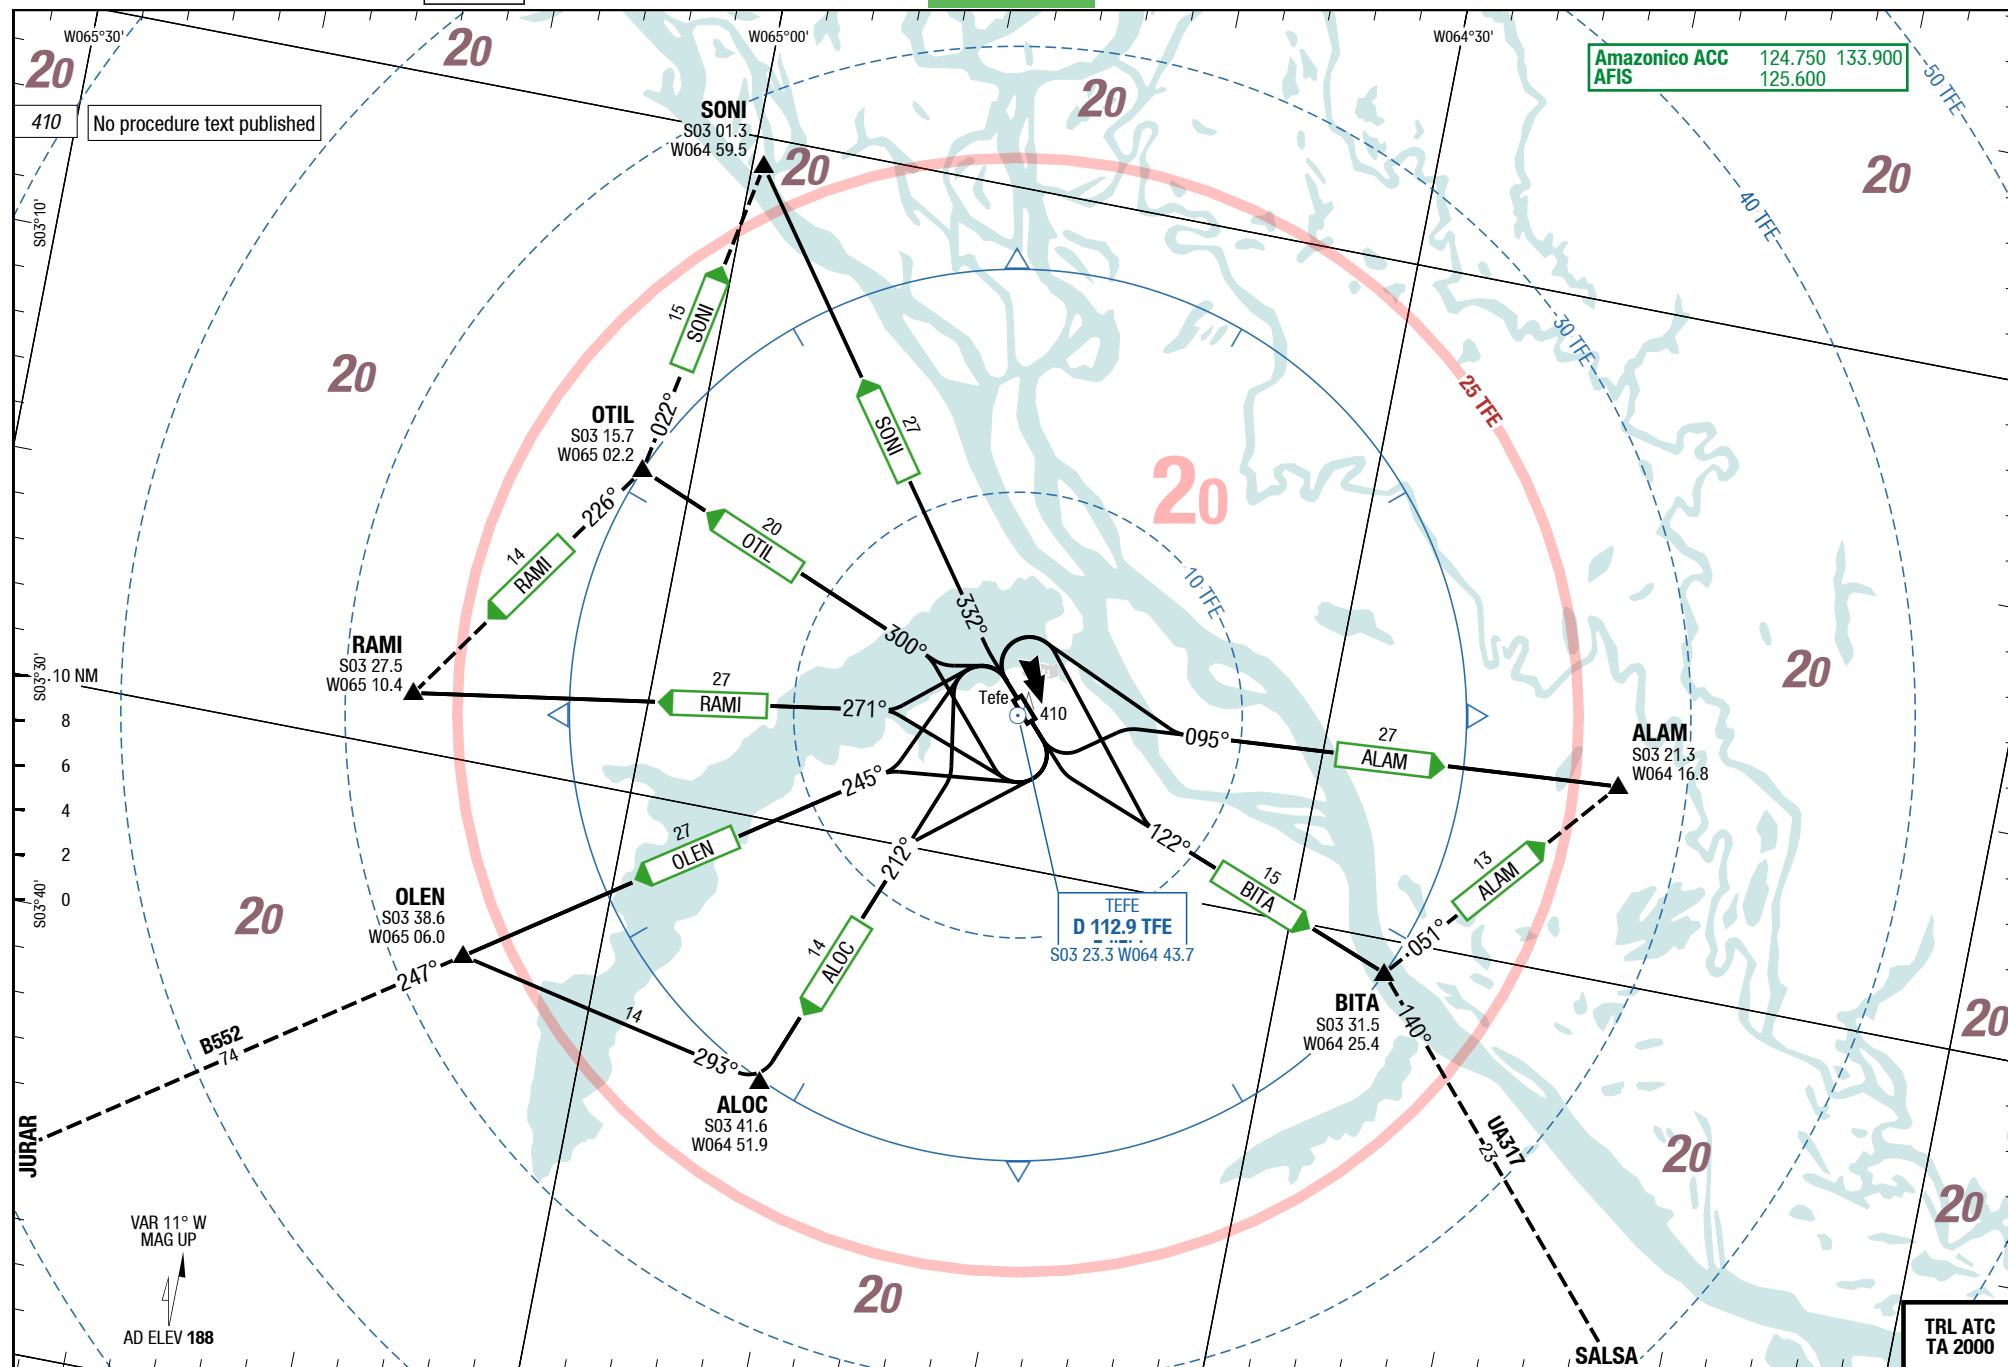 W065°30'
W065°00'
W064°30'
20
20
20
20
Amazonico ACC 124.750 133.900
AFIS 125.600
50 TFE
410
No procedure text published
SONI
S03 01.3
W064 59.5
20
40 TFE
S03°10'
30 TFE
15
SONI
20
25 TFE
022°
27
SONI
OTIL
S03 15.7
W065 02.2
20
226°
20
OTIL
14
RAMI
10 TFE
332°
300°
RAMI
S03 27.5
W065 10.4
S03°30'
10 NM
8
6
4
2
0
20
27
RAMI
271°
Tefe
410
095°
27
ALAM
ALAM
S03 21.3
W064 16.8
245°
27
OLEN
122°
212°
15
BITA
13
ALAM
S03°40'
OLEN
S03 38.6
W065 06.0
20
TEFE
D 112.9 TFE
S03 23.3 W064 43.7
14
ALOC
051°
247°
BITA
S03 31.5
W064 25.4
140°
20
14
293°
B552
74
ALOC
S03 41.6
W064 51.9
JURAR
UA317
23
20
20
VAR 11° W
MAG UP
20
AD ELEV 188
SALSA
TRL ATC
TA 2000